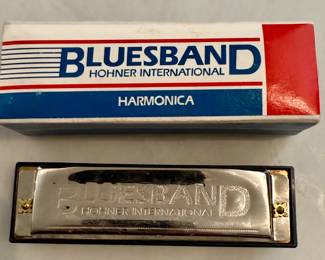 BLUESBAND
HOHNER INTERNATIONAL
HARMONICA
BLUESBAND
HOHNER INTERNATIONAL